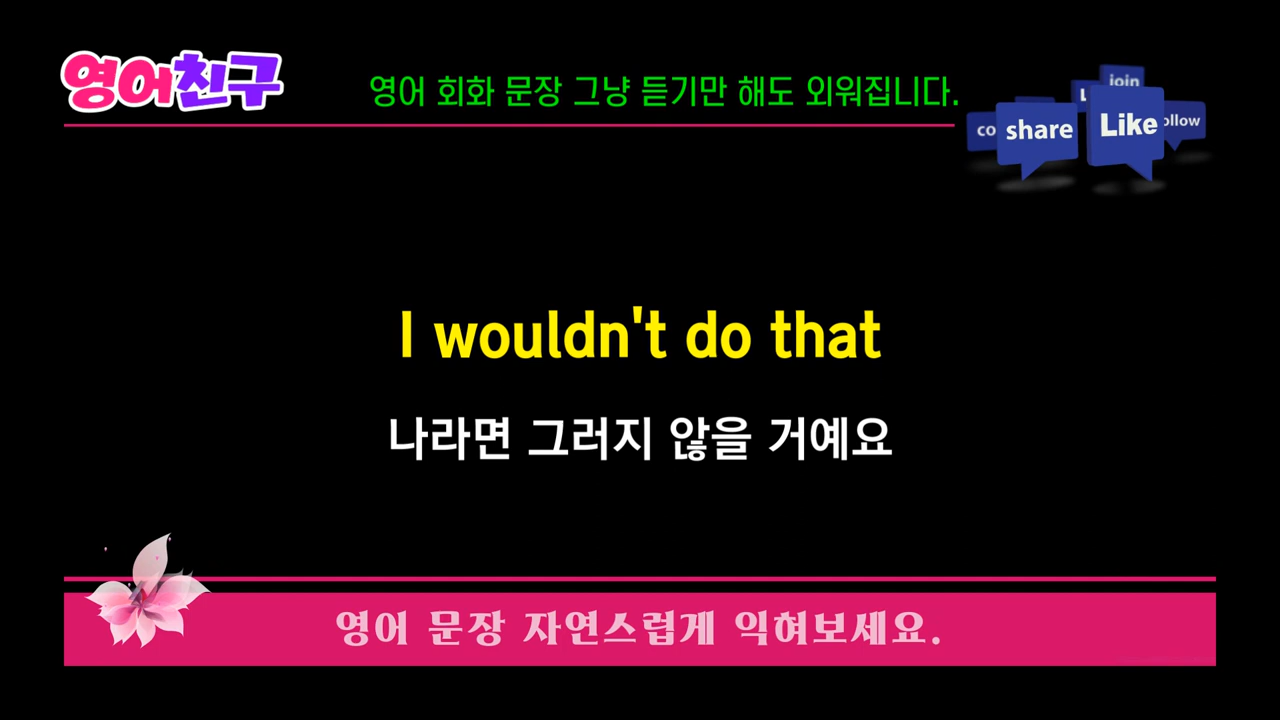 영어친구
영어 회화 문장 그냥 듣기만 해도 외워집니다.
join
share
Like
I wouldn't do that
나라면 그러지 않을 거예요
영어 문장 자연스럽게 익혀보세요.